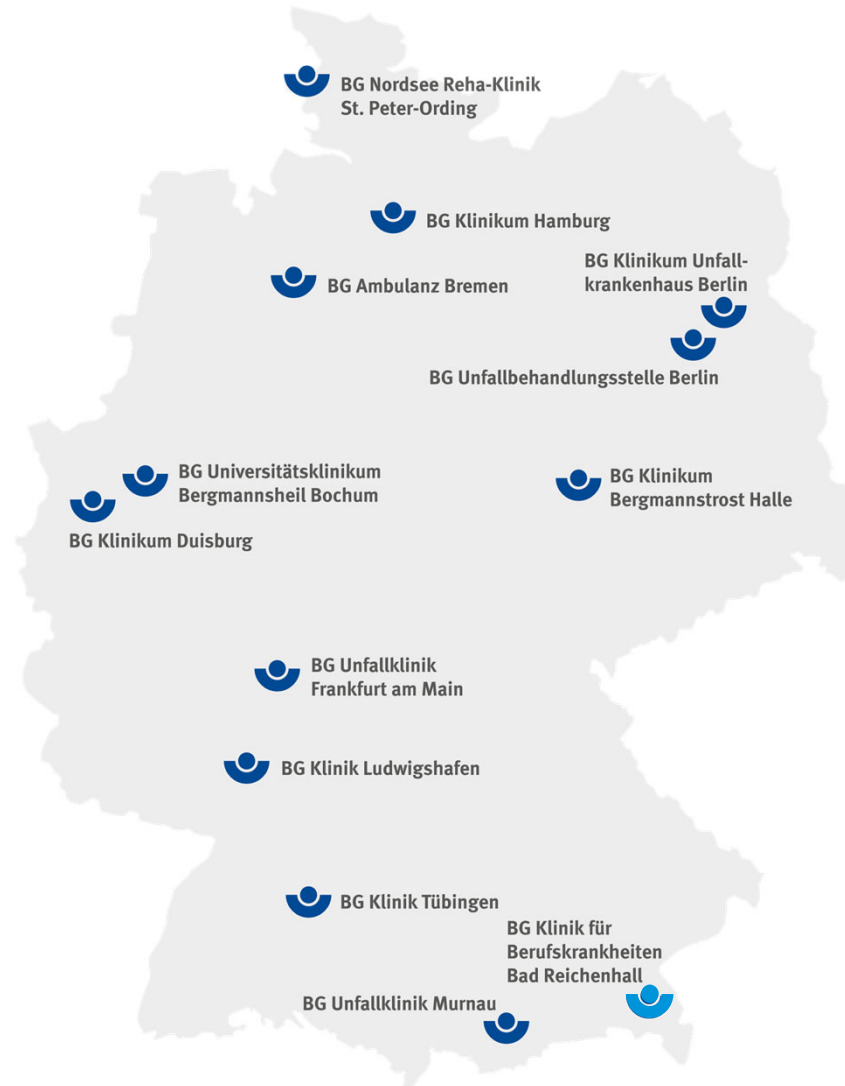 BG Nordsee Reha-Klinik
St. Peter-Ording
BG Klinikum Hamburg
BG Klinikum Unfall-
krankenhaus Berlin
BG Ambulanz Bremen
BG Unfallbehandlungsstelle Berlin
BG Universitätsklinikum
Bergmannsheil Bochum
BG Klinikum
Bergmannstrost Halle
BG Klinikum Duisburg
BG Unfallklinik
Frankfurt am Main
BG Klinik Ludwigshafen
BG Klinik Tübingen
BG Klinik für
Berufskrankheiten
Bad Reichenhall
BG Unfallklinik Murnau